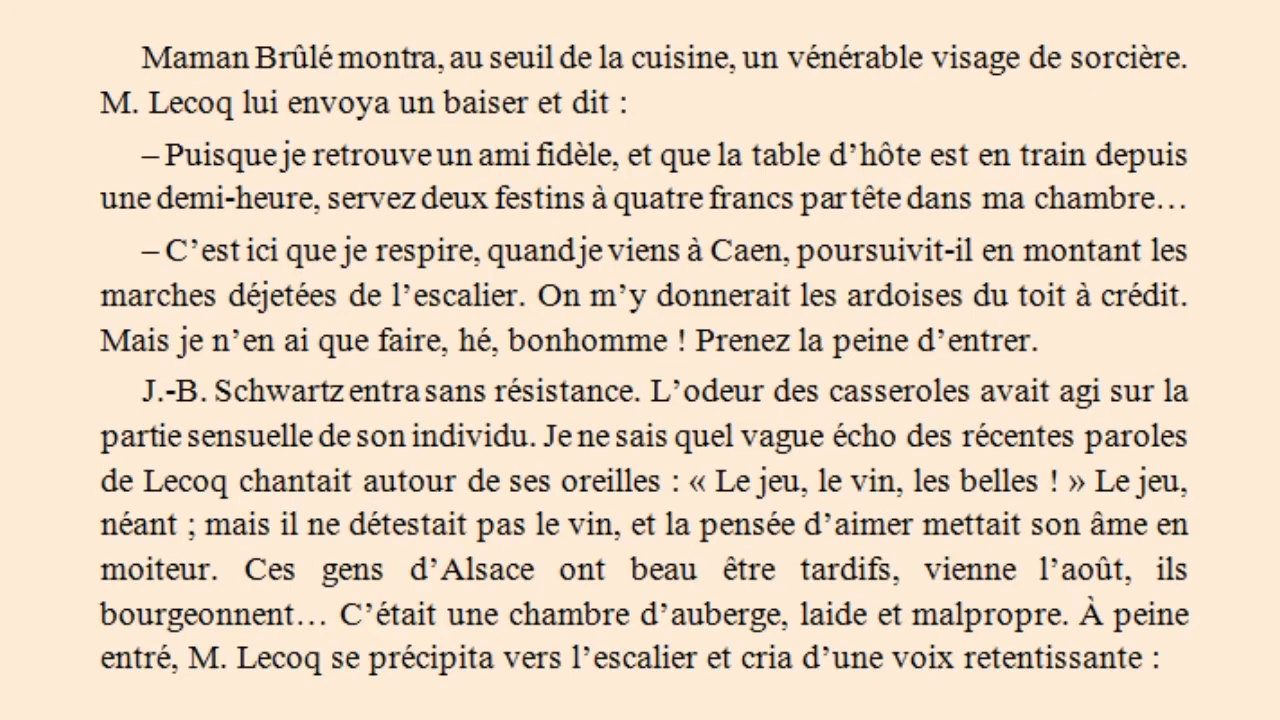 Maman Brûlé montra, au seuil de la cuisine, un vénérable visage de sorcière.
M. Lecoq lui envoya un baiser et dit :
– Puisque je retrouve un ami fidèle, et que la table d’hôte est en train depuis
une demi-heure, servez deux festins à quatre francs par tête dans ma chambre…
– C’est ici que je respire, quand je viens à Caen, poursuivit-il en montant les
marches déjetées de l’escalier. On m’y donnerait les ardoises du toit à crédit.
Mais je n’en ai que faire, hé, bonhomme ! Prenez la peine d’entrer.
J.-B. Schwartz entra sans résistance. L’odeur des casseroles avait agi sur la
partie sensuelle de son individu. Je ne sais quel vague écho des récentes paroles
de Lecoq chantait autour de ses oreilles : « Le jeu, le vin, les belles ! » Le jeu,
néant ; mais il ne détestait pas le vin, et la pensée d’aimer mettait son âme en
moiteur. Ces gens d’Alsace ont beau être tardifs, vienne l’août, ils
bourgeonnent… C’était une chambre d’auberge, laide et malpropre. À peine
entré, M. Lecoq se précipita vers l’escalier et cria d’une voix retentissante :